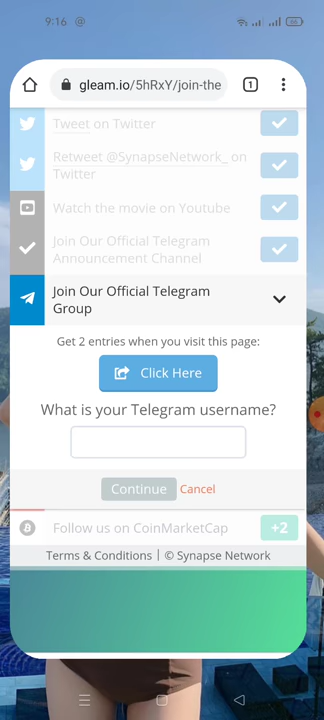 9:16 @
66
gleam.io/5hRxY/join-the
1
Tweet on Twitter
Retweet @SynapseNetwork_ on
Twitter
Watch the movie on Youtube
Join Our Official Telegram
Announcement Channel
Join Our Official Telegram
Group
Get 2 entries when you visit this page:
Click Here
What is your Telegram username?
Continue Cancel
Follow us on CoinMarketCap +2
Terms & Conditions | © Synapse Network